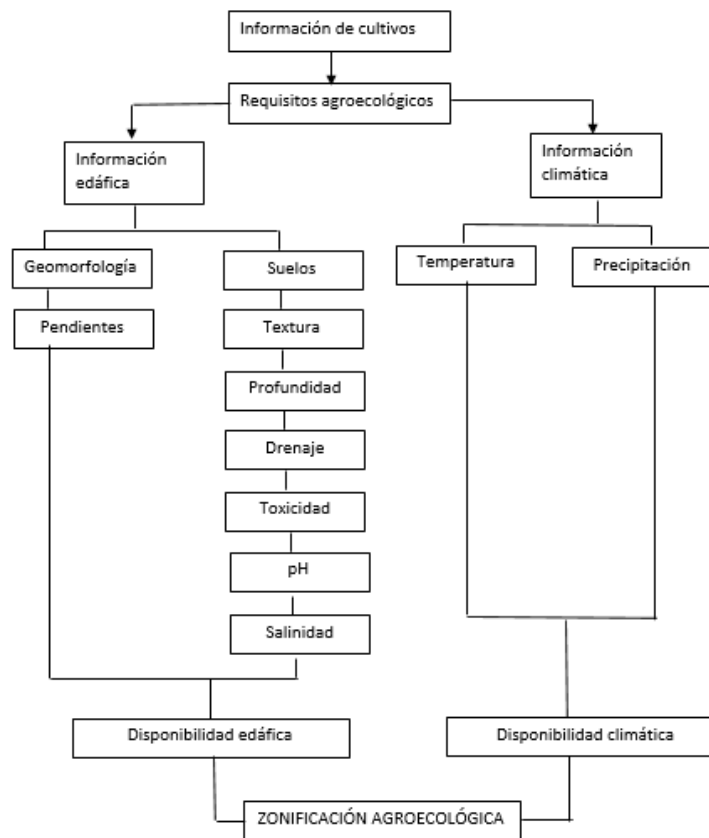 Información de cultivos
Requisitos agroecológicos
Información
edáfica
Información
climática
Geomorfología
Suelos
Temperatura
Precipitación
Pendientes
Textura
Profundidad
Drenaje
Toxicidad
pH
Salinidad
Disponibilidad edáfica
Disponibilidad climática
ZONIFICACIÓN AGROECOLÓGICA